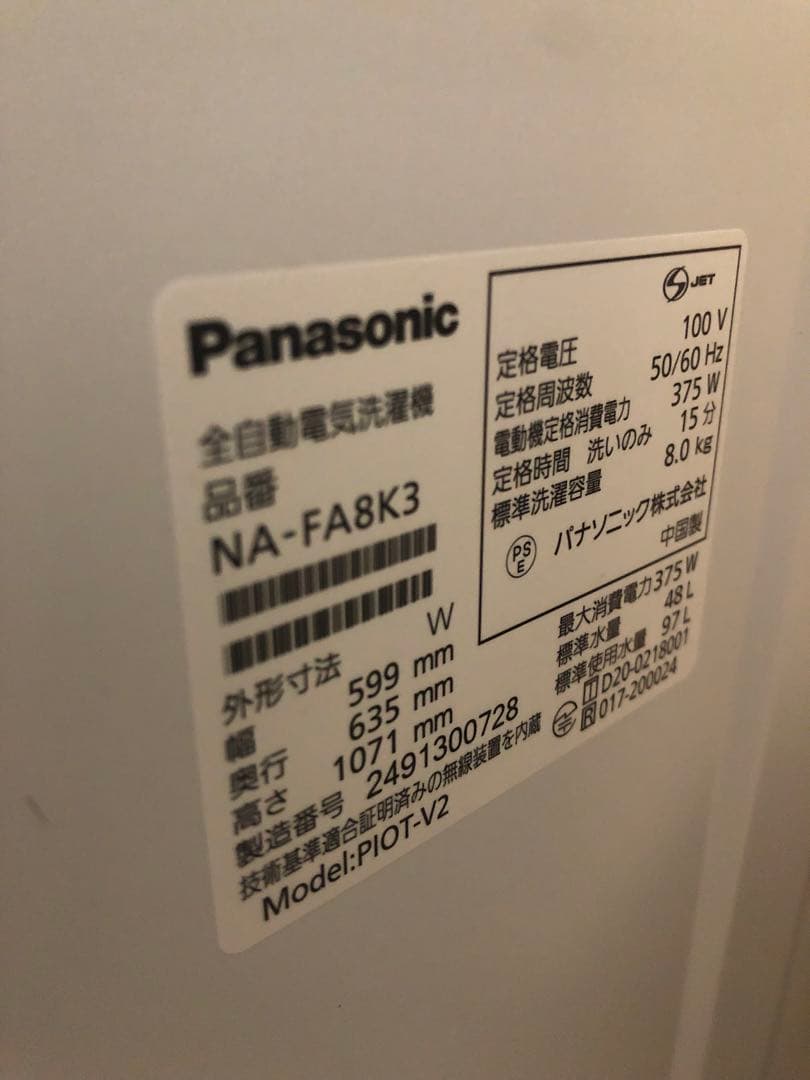 Panasonic
全自動電気洗濯機
品番
NA-FA8K3
W
外形寸法
幅 599 mm
奥行 635 mm
高さ 1071 mm
製造番号 2491300728
技術基準適合証明済みの無線装置を内蔵
Model:PIOT-V2
S JET
定格電圧 100 V
定格周波数 50/60 Hz
電動機定格消費電力 375 W
定格時間 洗いのみ 15 分
標準洗濯容量 8.0 kg
PS E パナソニック株式会社
中国製
最大消費電力 375 W
標準水量 48 L
標準使用水量 97 L
T D20-0218001
R 017-200024